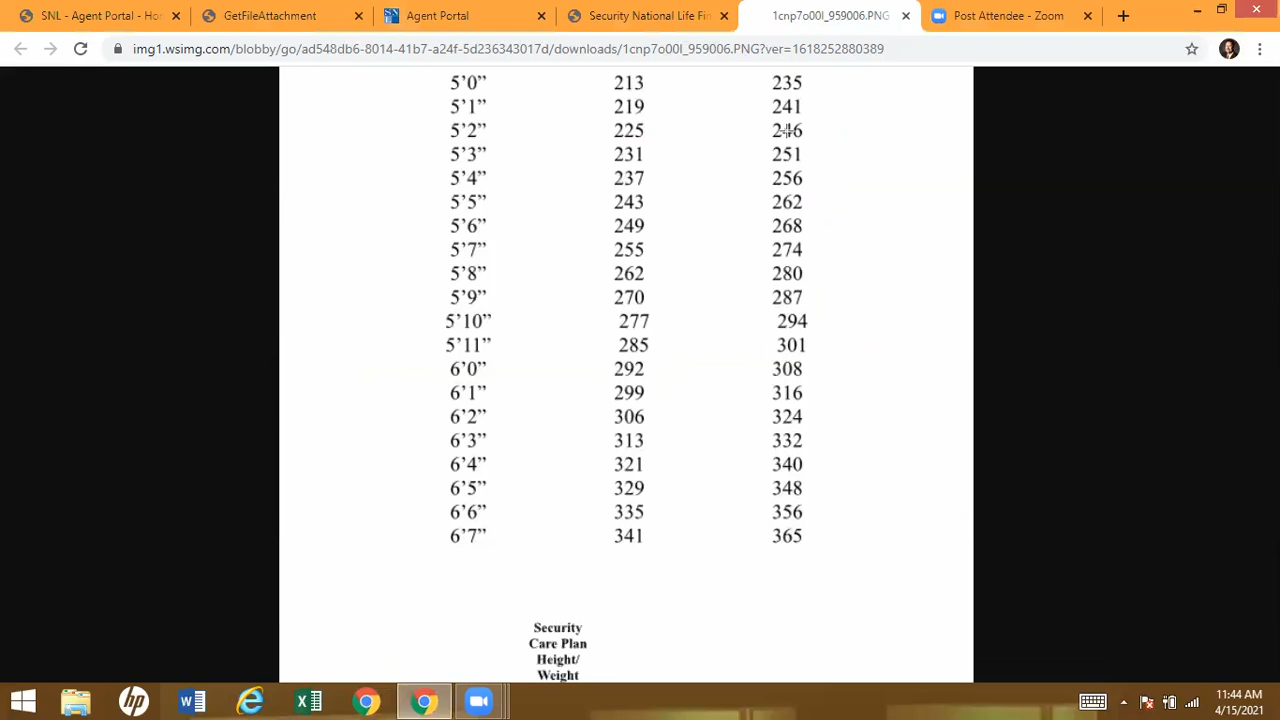 SNL - Agent Portal - Ho
GetFileAttachment
Agent Portal
Security National Life Fi
1cnp7o00l_959006.PNG
Post Attendee - Zoom
img1.wsimg.com/blobby/go/ad548db6-8014-41b7-a24f-5d236343017d/downloads/1cnp7o00l_959006.PNG?ver=1618252880389
5’0” 213 235
5’1” 219 241
5’2” 225 246
5’3” 231 251
5’4” 237 256
5’5” 243 262
5’6” 249 268
5’7” 255 274
5’8” 262 280
5’9” 270 287
5’10” 277 294
5’11” 285 301
6’0” 292 308
6’1” 299 316
6’2” 306 324
6’3” 313 332
6’4” 321 340
6’5” 329 348
6’6” 335 356
6’7” 341 365
Security
Care Plan
Height/
Weight
11:44 AM
4/15/2021